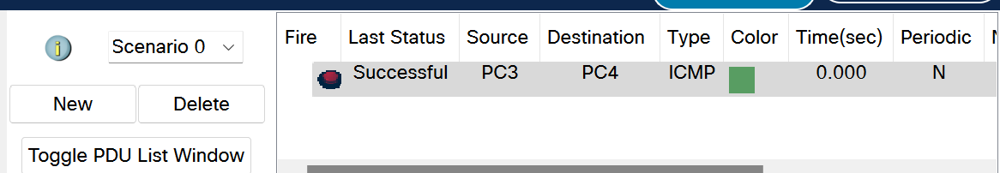 Scenario 0
New Delete
Toggle PDU List Window
Fire Last Status Source Destination Type Color Time(sec) Periodic
Successful PC3 PC4 ICMP 0.000 N